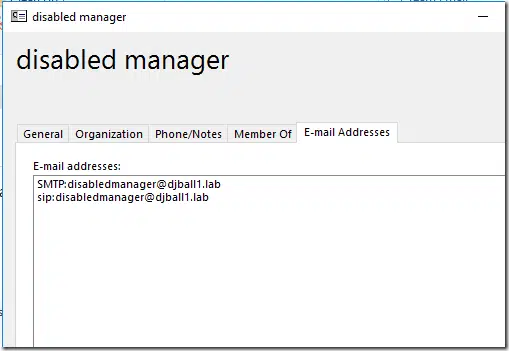 disabled manager
disabled manager
General Organization Phone/Notes Member Of E-mail Addresses
E-mail addresses:
SMTP:disabledmanager@djball1.lab
sip:disabledmanager@djball1.lab